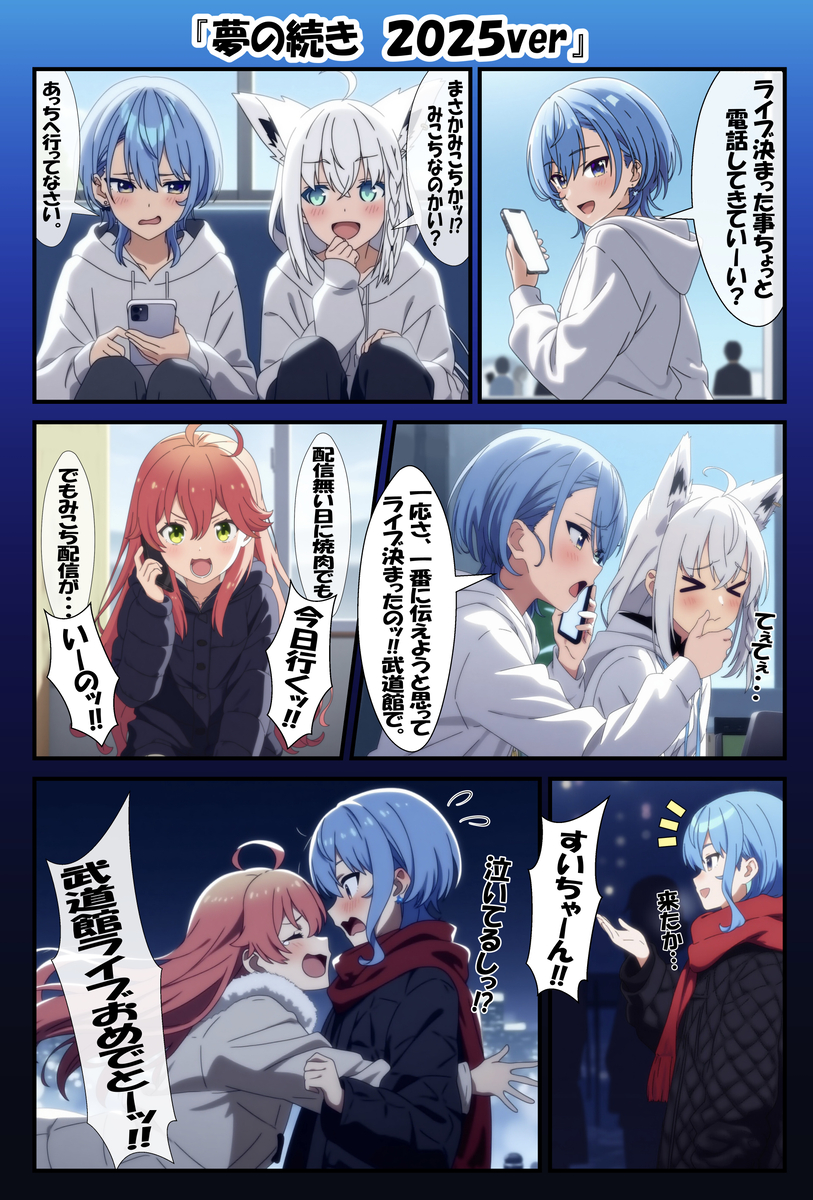 『夢の続き 2025ver』
ライブ決まった事ちょっと
電話してきていーい?
まさかみこちかッ!?
みこちなのかい?
あっちへ行ってなさい。
一応さ、一番に伝えようと思って
ライブ決まったのッ!!武道館で。
てぇてぇ・・・
配信無い日に焼肉でも
今日行くッ!!
でもみこち配信が・・・
いーのッ!!
来たか・・・
すいちゃーん!!
泣いてるしっ!?
武道館ライブおめでとーッ!!